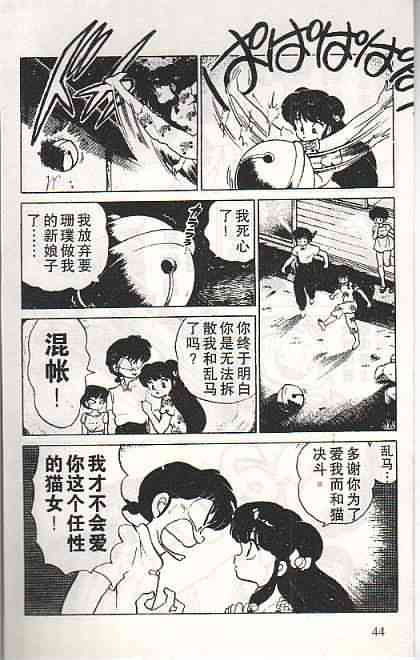 ぱぱぱぱぱ
我死心
了！
我放弃要
珊璞做我
的新娘子
了……
你终于明白
你是无法拆
散我和乱马
了吗？
混帐！
乱马…
多谢你为了
爱我而和猫
决斗。
我才不会爱
你这个任性
的猫女！
44